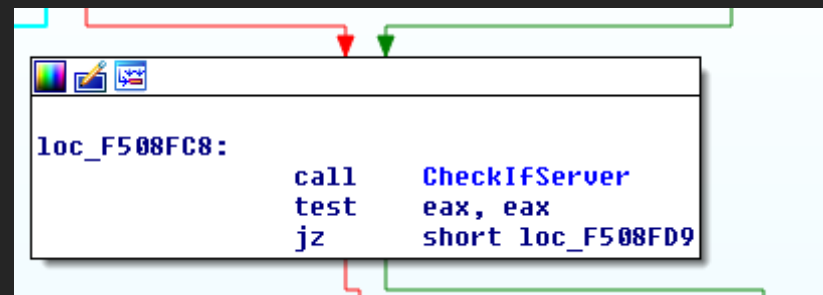 loc_F508FC8:
call CheckIfServer
test eax, eax
jz short loc_F508FD9